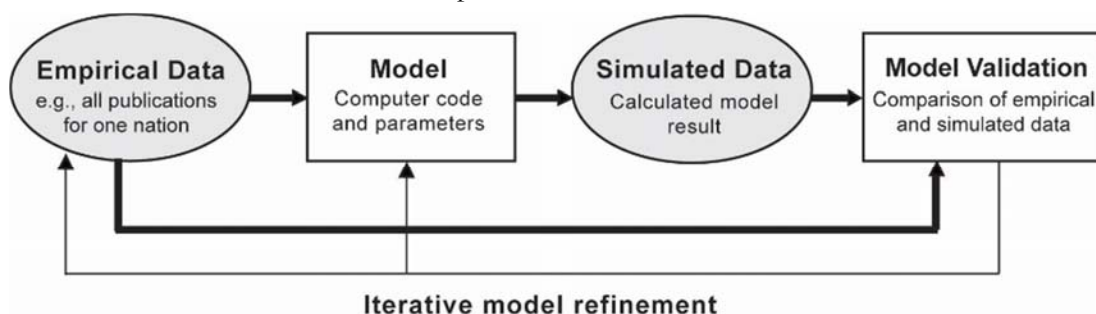 Empirical Data
e.g., all publications
for one nation
Model
Computer code
and parameters
Simulated Data
Calculated model
result
Model Validation
Comparison of empirical
and simulated data
Iterative model refinement